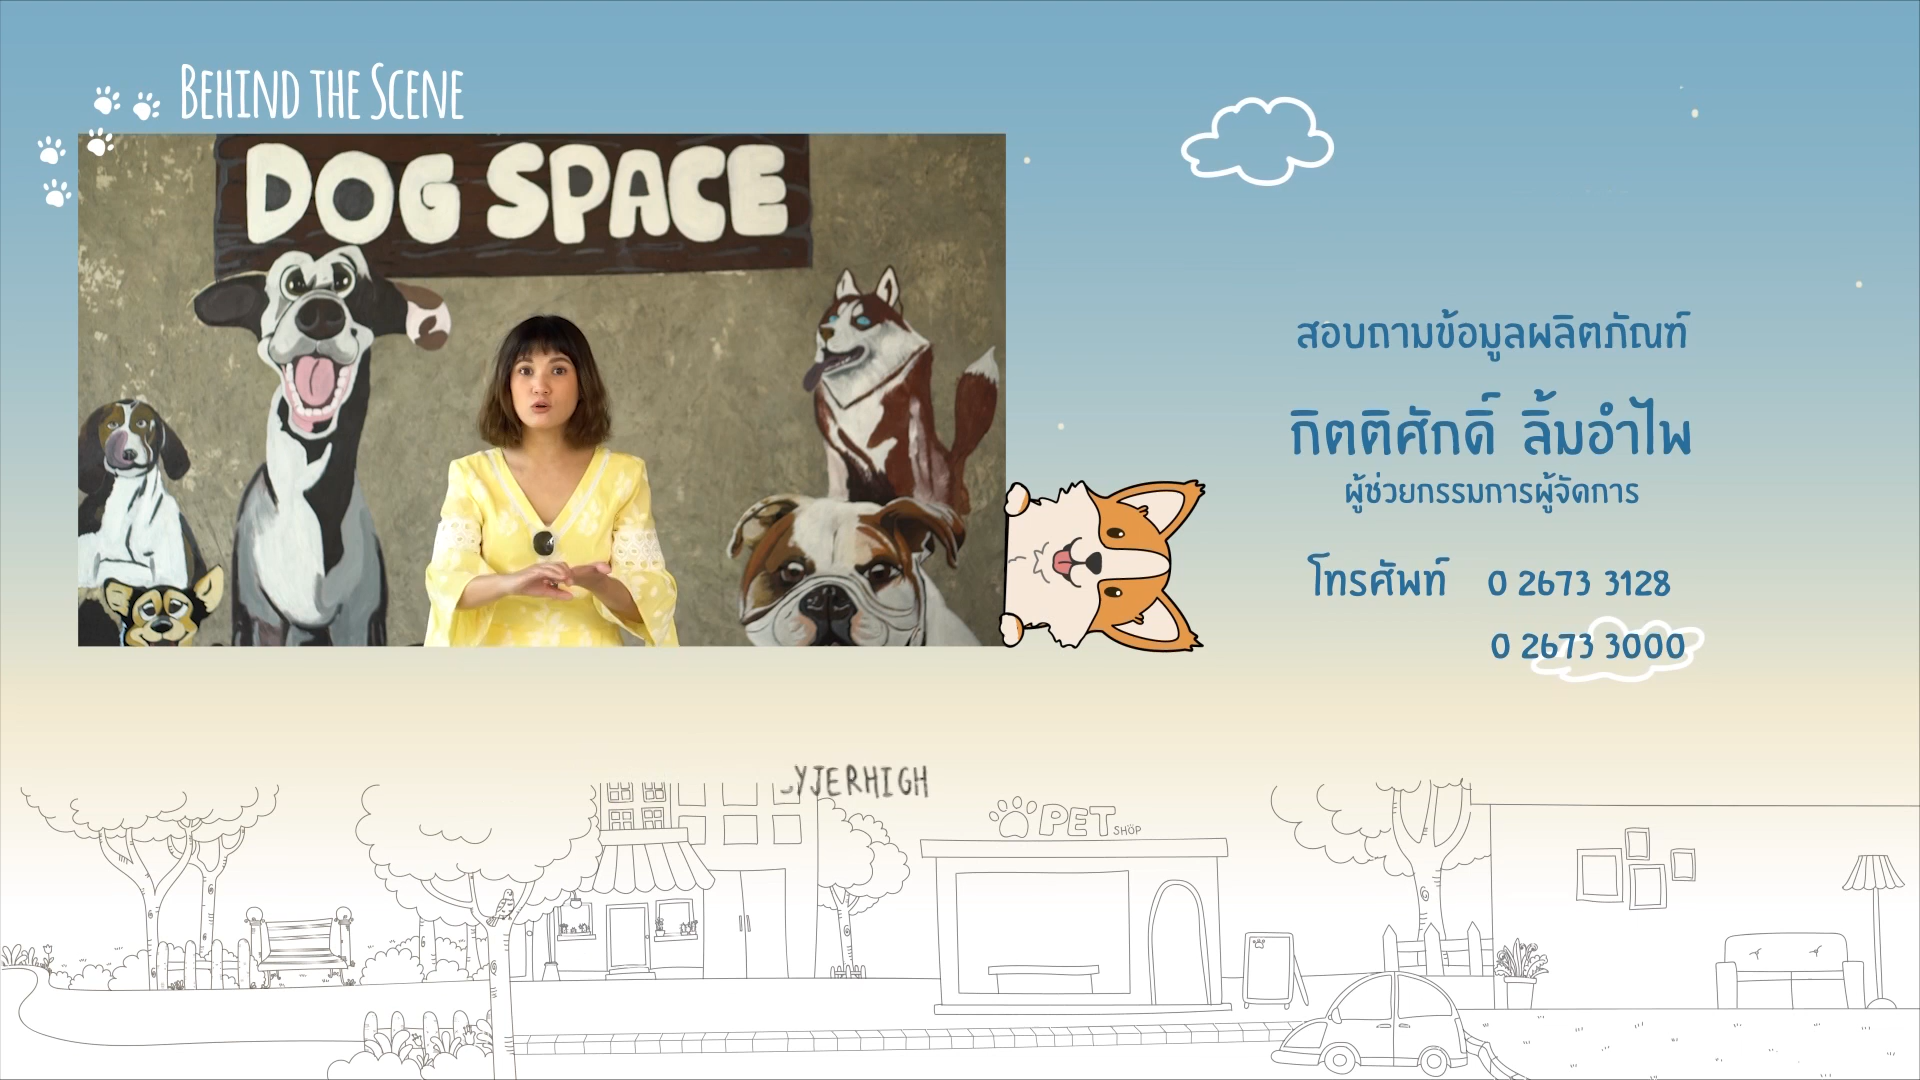 BEHIND THE SCENE
DOG SPACE
สอบถามข้อมูลผลิตภัณฑ์
กิตติศักดิ์ ลิ้มอำไพ
ผู้ช่วยกรรมการผู้จัดการ
โทรศัพท์ 0 2673 3128
0 2673 3000
JERHIGH
PET SHOP